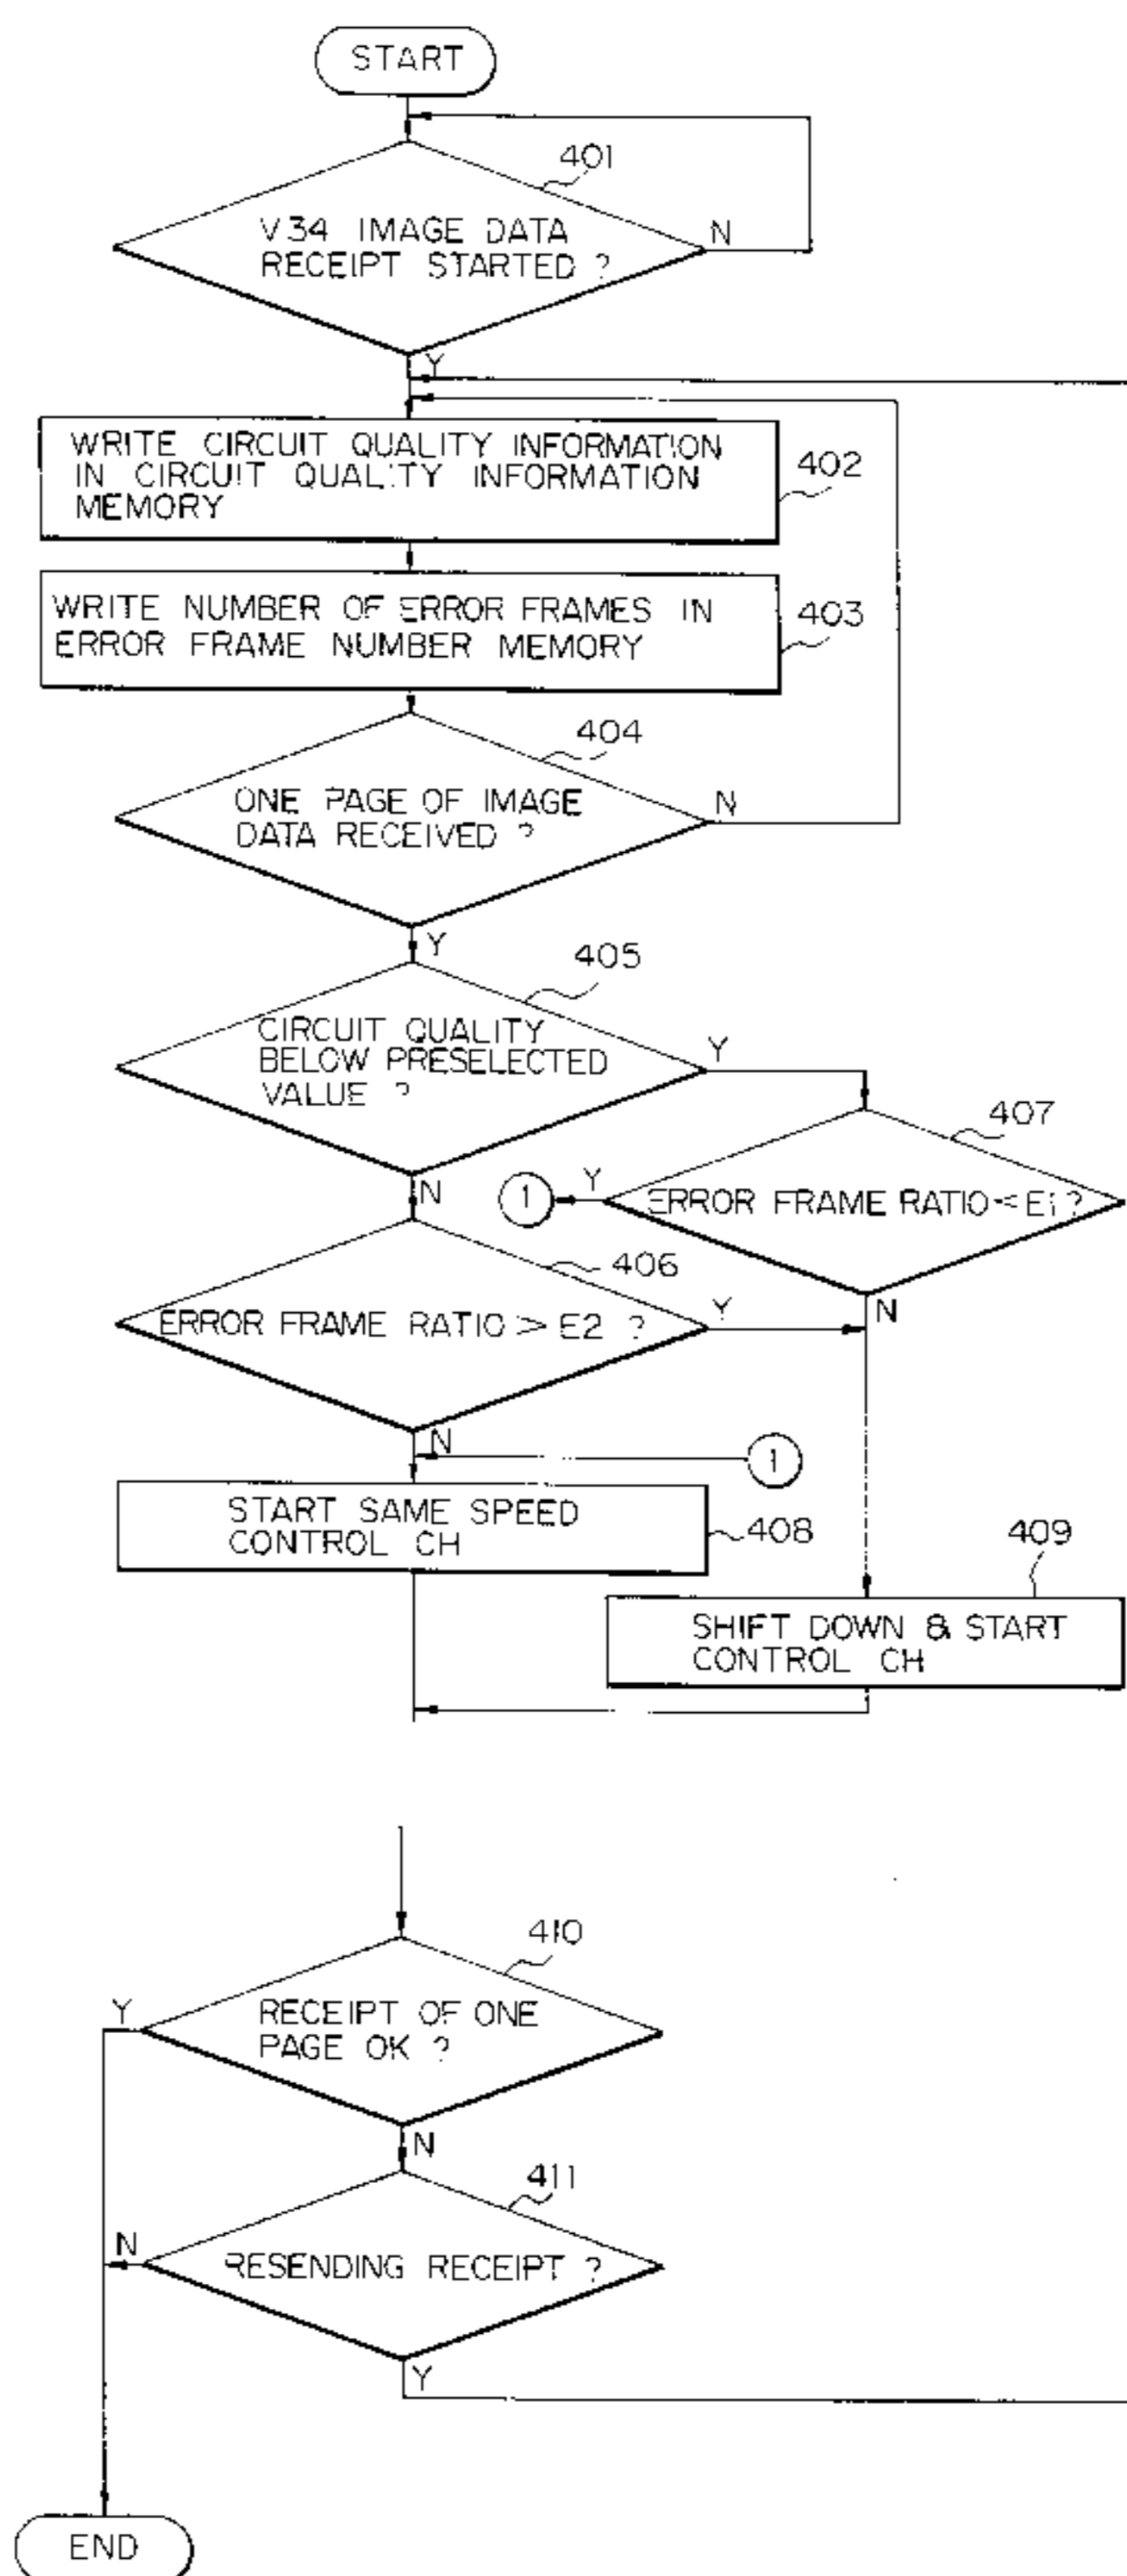 START
401
V.34 IMAGE DATA
RECEIPT STARTED ?
N
Y
WRITE CIRCUIT QUALITY INFORMATION
IN CIRCUIT QUALITY INFORMATION
MEMORY
402
WRITE NUMBER OF ERROR FRAMES IN
ERROR FRAME NUMBER MEMORY
403
404
ONE PAGE OF IMAGE
DATA RECEIVED ?
N
Y
405
CIRCUIT QUALITY
BELOW PRESELECTED
VALUE ?
Y
N
407
1
Y
ERROR FRAME RATIO < E1 ?
N
406
ERROR FRAME RATIO > E2 ?
Y
N
1
START SAME SPEED
CONTROL CH
408
409
SHIFT DOWN & START
CONTROL CH
410
RECEIPT OF ONE
PAGE OK ?
Y
N
411
RESENDING RECEIPT ?
N
Y
END